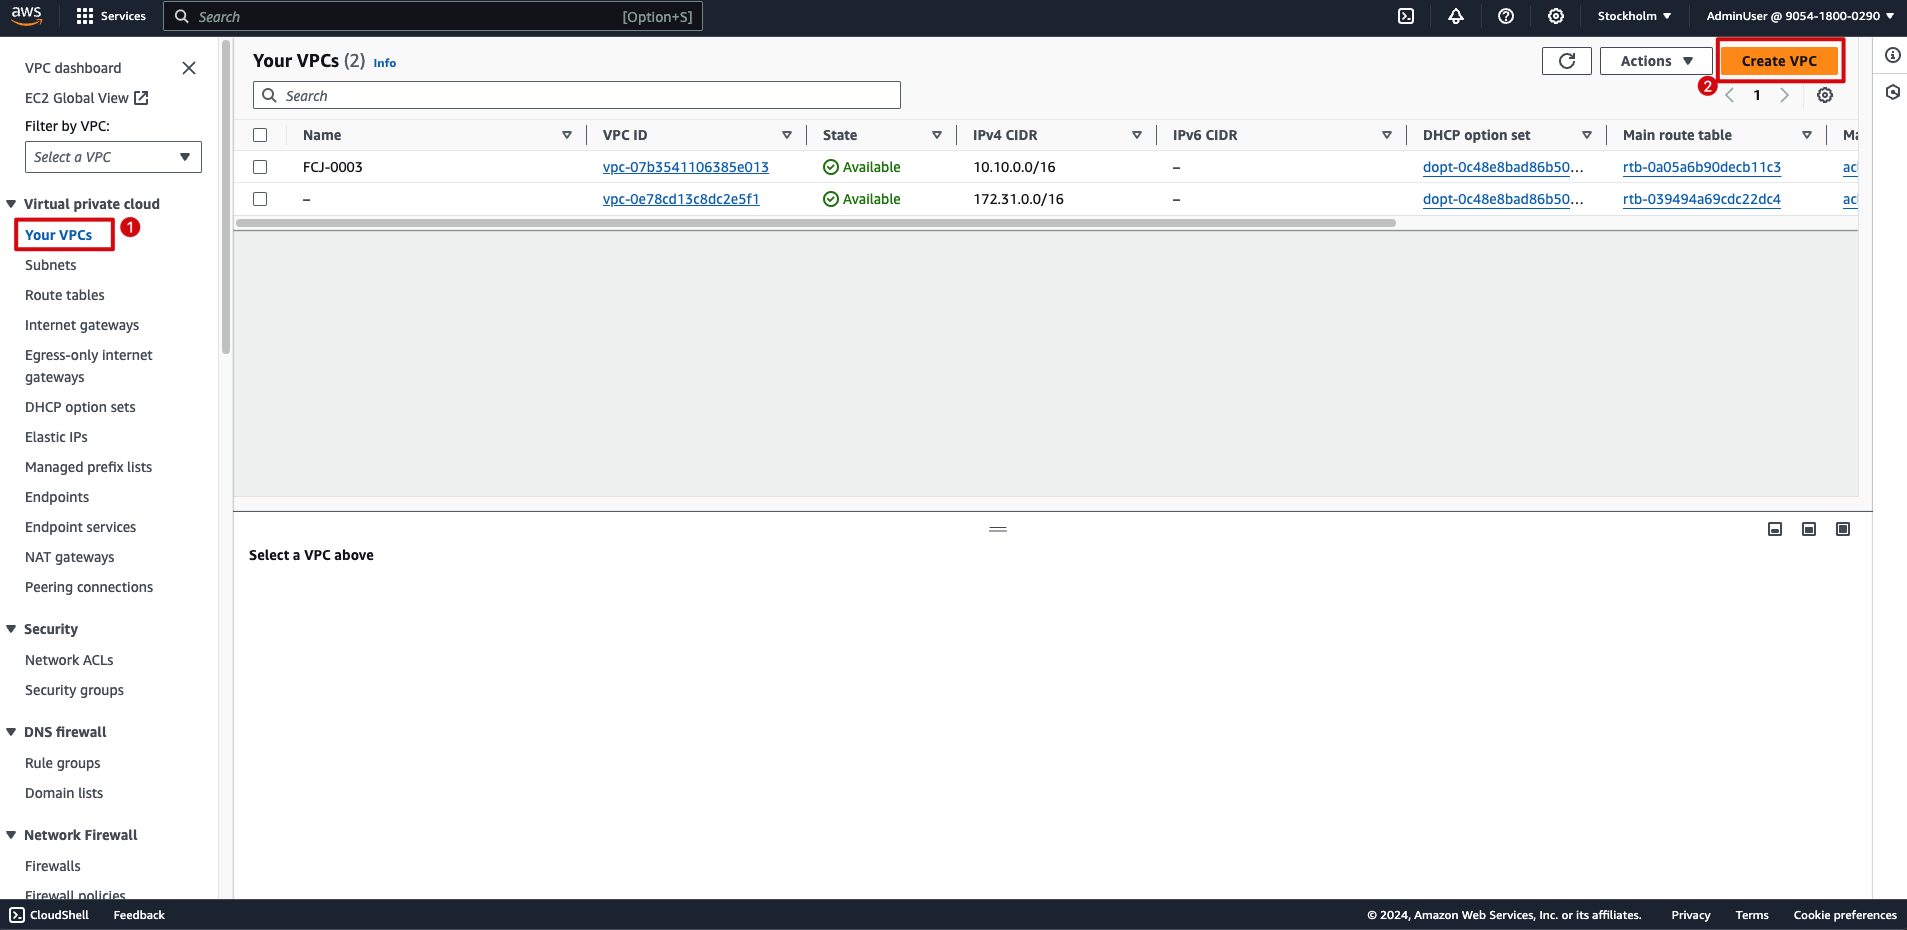 aws
Services
Search
[Option+S]
Stockholm
AdminUser @ 9054-1800-0290
VPC dashboard
EC2 Global View
Filter by VPC:
Select a VPC
Virtual private cloud
Your VPCs
1
Subnets
Route tables
Internet gateways
Egress-only internet
gateways
DHCP option sets
Elastic IPs
Managed prefix lists
Endpoints
Endpoint services
NAT gateways
Peering connections
Security
Network ACLs
Security groups
DNS firewall
Rule groups
Domain lists
Network Firewall
Firewalls
Firewall policies
Your VPCs (2) Info
Actions
Create VPC
2
Search
1
Name VPC ID State IPv4 CIDR IPv6 CIDR DHCP option set Main route table Ma
FCJ-0003 vpc-07b3541106385e013 Available 10.10.0.0/16 – dopt-0c48e8bad86b50... rtb-0a05a6b90decb11c3 ac
– vpc-0e78cd13c8dc2e5f1 Available 172.31.0.0/16 – dopt-0c48e8bad86b50... rtb-039494a69cdc22dc4 ac
Select a VPC above
CloudShell Feedback
© 2024, Amazon Web Services, Inc. or its affiliates. Privacy Terms Cookie preferences